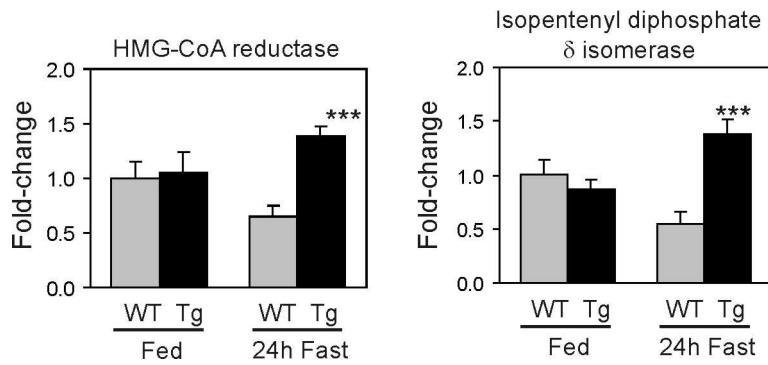 HMG-CoA reductase
Fold-change
2.0
1.5
1.0
0.5
0.0
***
WT Tg WT Tg
Fed 24h Fast
Isopentenyl diphosphate
δ isomerase
Fold-change
2.0
1.5
1.0
0.5
0.0
***
WT Tg WT Tg
Fed 24h Fast